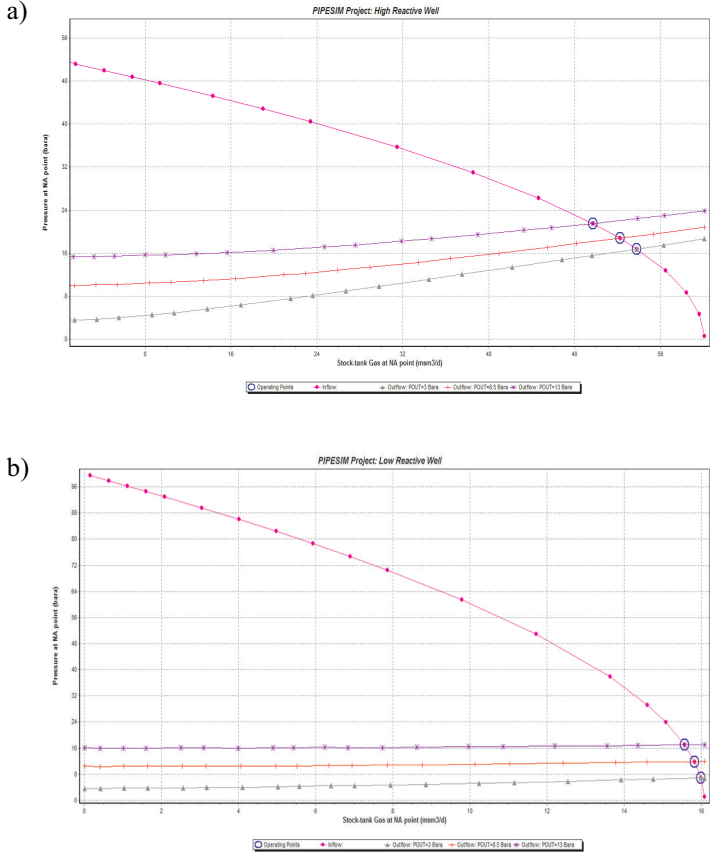 a)
PIPESIM Project: High Reactive Well
Pressure at NA point (bara)
56
48
40
32
24
16
8
0
8 16 24 32 40 48 56
Stock-tank Gas at NA point (msm3/d)
Operating Points Inflow: Outflow: POUT=3 Bara Outflow: POUT=8.5 Bara Outflow: POUT=13 Bara
b)
PIPESIM Project: Low Reactive Well
Pressure at NA point (bara)
96
88
80
72
64
56
48
40
32
24
16
8
0
0 2 4 6 8 10 12 14 16
Stock-tank Gas at NA point (msm3/d)
Operating Points Inflow: Outflow: POUT=3 Bara Outflow: POUT=8.5 Bara Outflow: POUT=13 Bara